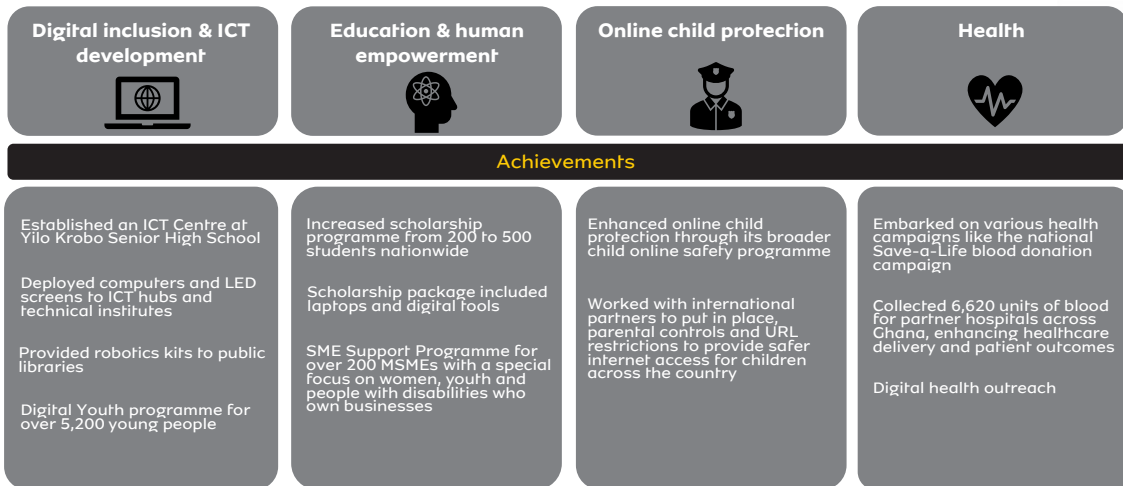 Digital inclusion & ICT
development
Education & human
empowerment
Online child protection
Health
Achievements
Established an ICT Centre at
Yilo Krobo Senior High School
Deployed computers and LED
screens to ICT hubs and
technical institutes
Provided robotics kits to public
libraries
Digital Youth programme for
over 5,200 young people
Increased scholarship
programme from 200 to 500
students nationwide
Scholarship package included
laptops and digital tools
SME Support Programme for
over 200 MSMEs with a special
focus on women, youth and
people with disabilities who
own businesses
Enhanced online child
protection through its broader
child online safety programme
Worked with international
partners to put in place,
parental controls and URL
restrictions to provide safer
internet access for children
across the country
Embarked on various health
campaigns like the national
Save-a-Life blood donation
campaign
Collected 6,620 units of blood
for partner hospitals across
Ghana, enhancing healthcare
delivery and patient outcomes
Digital health outreach